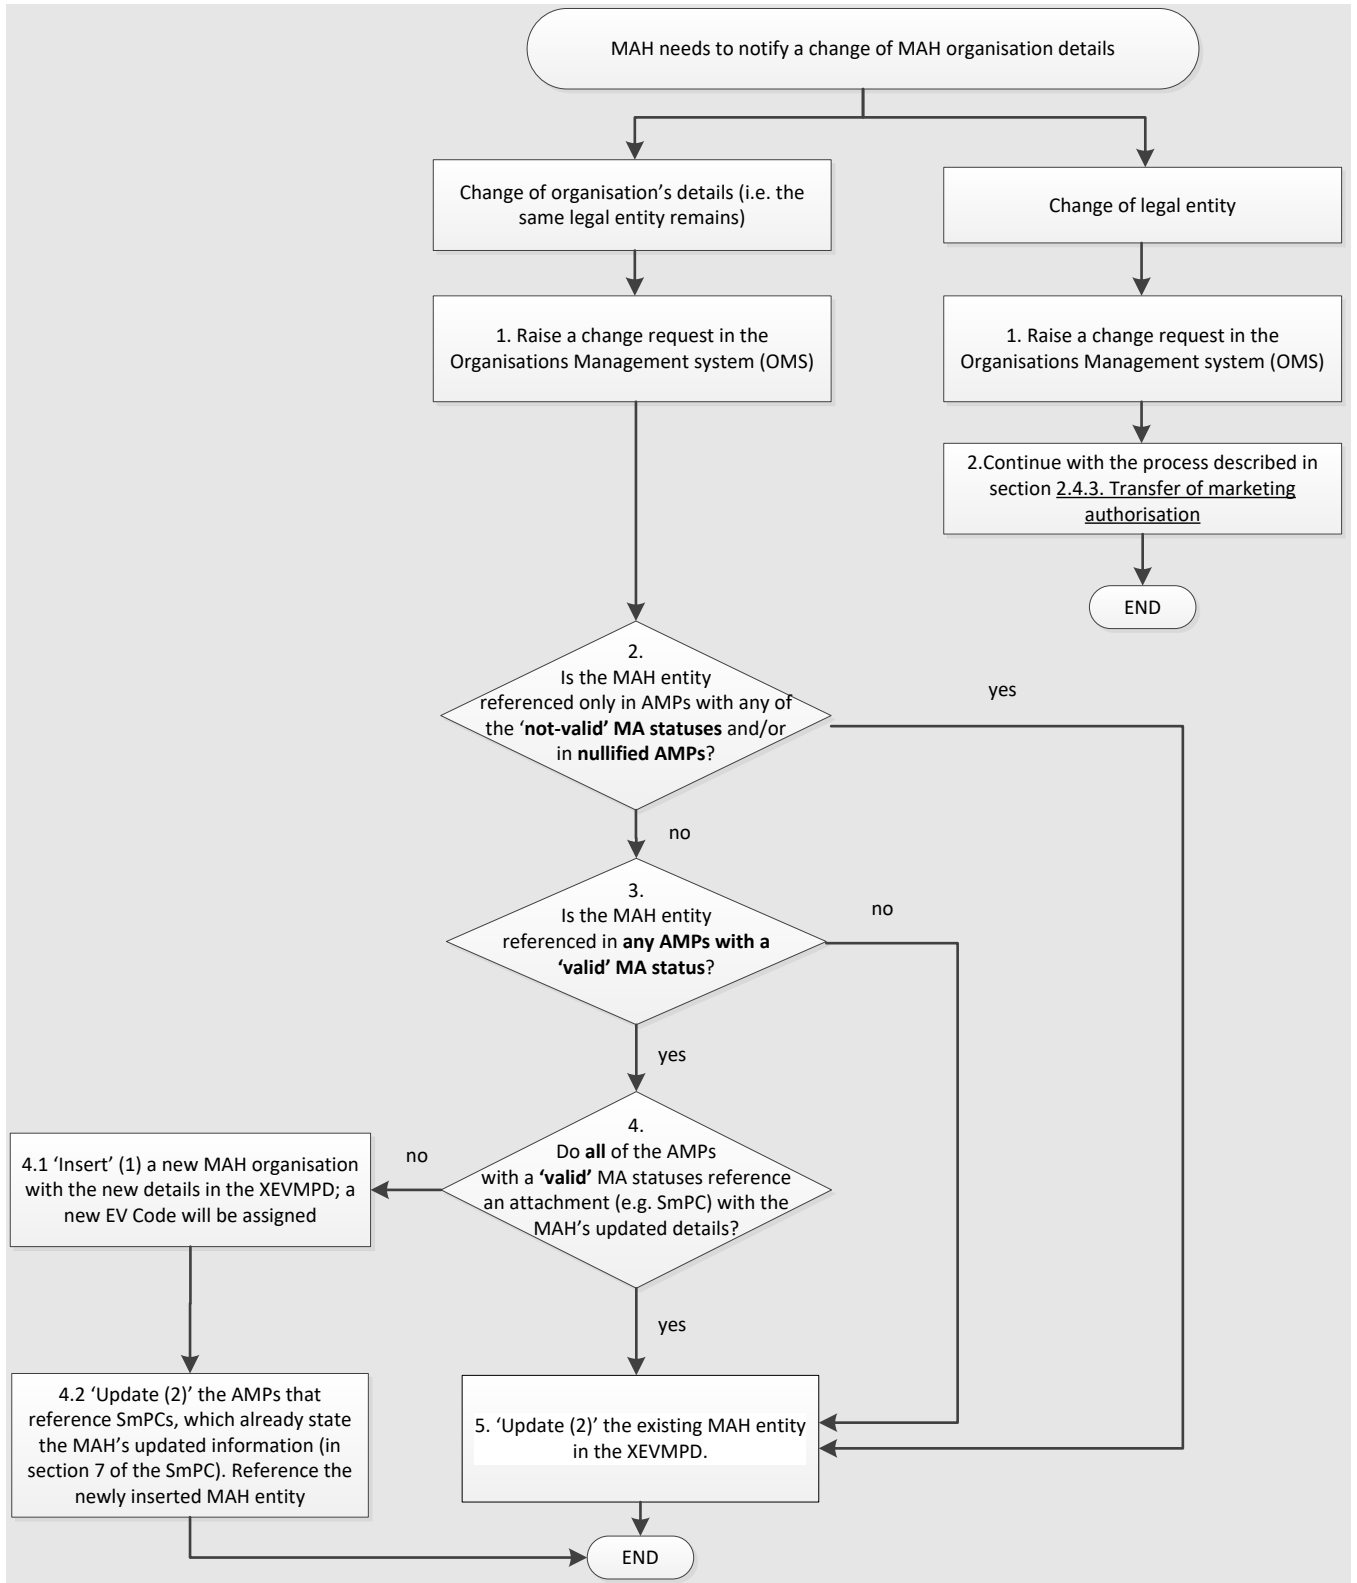 MAH needs to notify a change of MAH organisation details
Change of organisation’s details (i.e. the
same legal entity remains)
Change of legal entity
1. Raise a change request in the
Organisations Management system (OMS)
1. Raise a change request in the
Organisations Management system (OMS)
2.Continue with the process described in
section 2.4.3. Transfer of marketing
authorisation
END
2.
Is the MAH entity
referenced only in AMPs with any of
the ‘not-valid’ MA statuses and/or
in nullified AMPs?
yes
no
3.
Is the MAH entity
referenced in any AMPs with a
‘valid’ MA status?
no
yes
4.
Do all of the AMPs
with a ‘valid’ MA statuses reference
an attachment (e.g. SmPC) with the
MAH’s updated details?
no
4.1 ‘Insert’ (1) a new MAH organisation
with the new details in the XEVMPD; a
new EV Code will be assigned
yes
4.2 ‘Update (2)’ the AMPs that
reference SmPCs, which already state
the MAH’s updated information (in
section 7 of the SmPC). Reference the
newly inserted MAH entity
5. ‘Update (2)’ the existing MAH entity
in the XEVMPD.
END